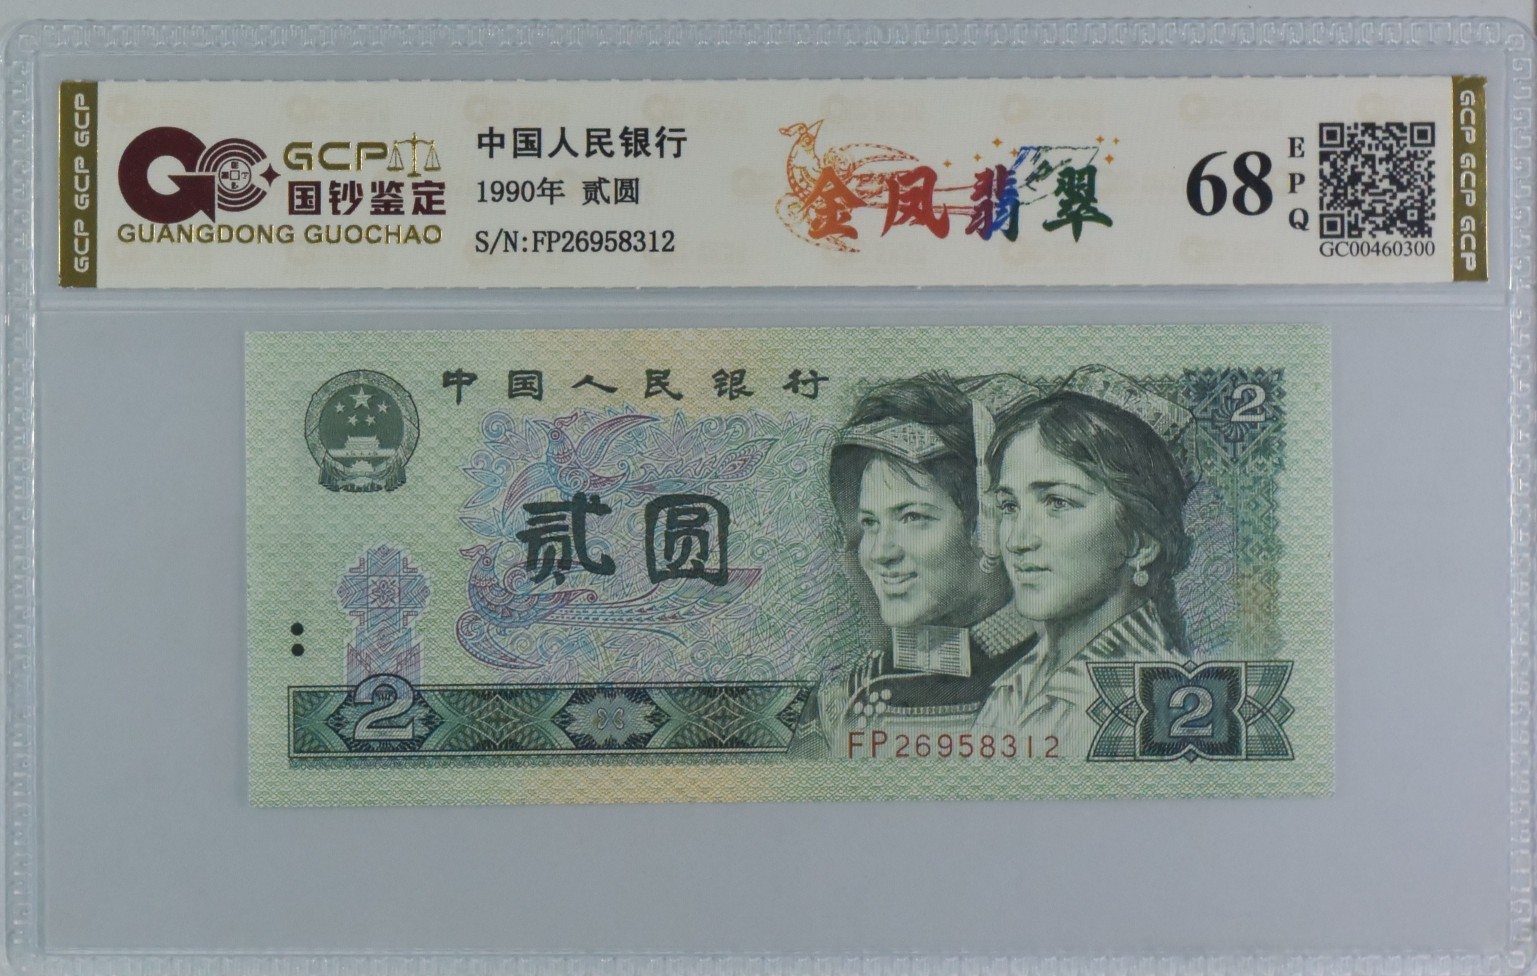 GCP GCP GCP
GCP
国钞鉴定
GUANGDONG GUOCHAO
中国人民银行
1990年 贰圆
S/N:FP26958312
金凤翡翠
68
EPQ
GC00460300
GCP GCP GCP
中国人民银行
2
贰圆
2
FP26958312
2